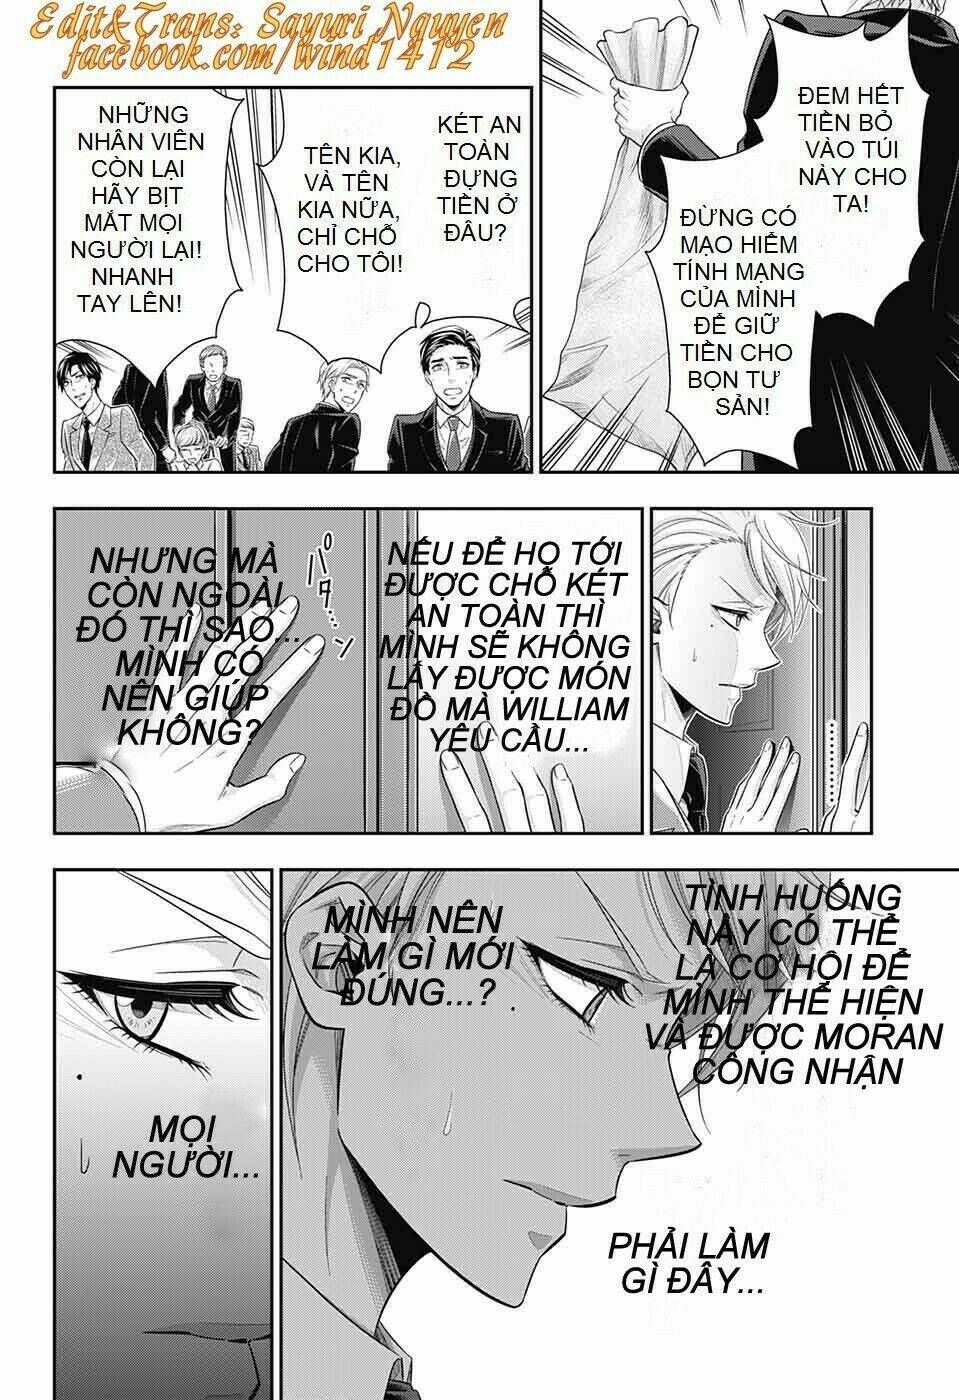 Edit&Trans: Sayuri Nguyen
facebook.com/wind1412
ĐEM HẾT
TIỀN BỎ
VÀO TÚI
NÀY CHO
TA!
ĐỪNG CÓ
MẠO HIỂM
TÍNH MẠNG
CỦA MÌNH
ĐỂ GIỮ
TIỀN CHO
BỌN TƯ
SẢN!
KÉT AN
TOÀN
ĐỰNG
TIỀN Ở
ĐÂU?
TÊN KIA,
VÀ TÊN
KIA NỮA,
CHỈ CHỖ
CHO TÔI!
NHỮNG
NHÂN VIÊN
CÒN LẠI
HÃY BỊT
MẮT MỌI
NGƯỜI LẠI!
NHANH
TAY LÊN!
NẾU ĐỂ HỌ TỚI
ĐƯỢC CHỖ KÉT
AN TOÀN THÌ
MÌNH SẼ KHÔNG
LẤY ĐƯỢC MÓN
ĐỒ MÀ WILLIAM
YÊU CẦU...
パタ...ン
NHƯNG MÀ
CÒN NGOÀI
ĐÓ THÌ SAO...
MÌNH CÓ
NÊN GIÚP
KHÔNG?
TÌNH HUỐNG
NÀY CÓ THỂ
LÀ CƠ HỘI ĐỂ
MÌNH THỂ HIỆN
VÀ ĐƯỢC MORAN
CÔNG NHẬN
MÌNH NÊN
LÀM GÌ MỚI
ĐÚNG...?
PHẢI LÀM
GÌ ĐÂY...
MỌI
NGƯỜI...